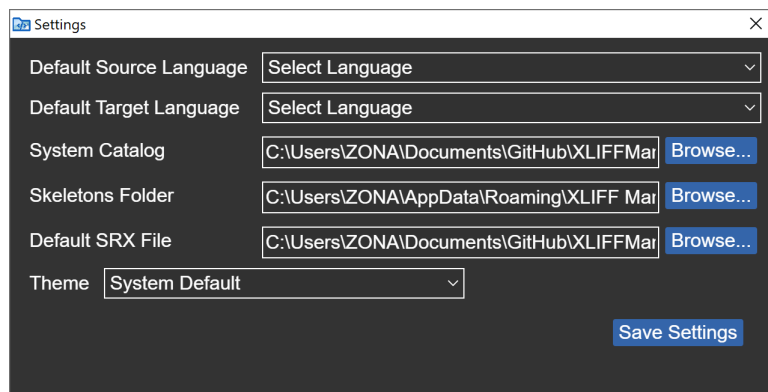 Settings
Default Source Language Select Language
Default Target Language Select Language
System Catalog C:\Users\ZONA\Documents\GitHub\XLIFFMar Browse...
Skeletons Folder C:\Users\ZONA\AppData\Roaming\XLIFF Mar Browse...
Default SRX File C:\Users\ZONA\Documents\GitHub\XLIFFMar Browse...
Theme System Default
Save Settings